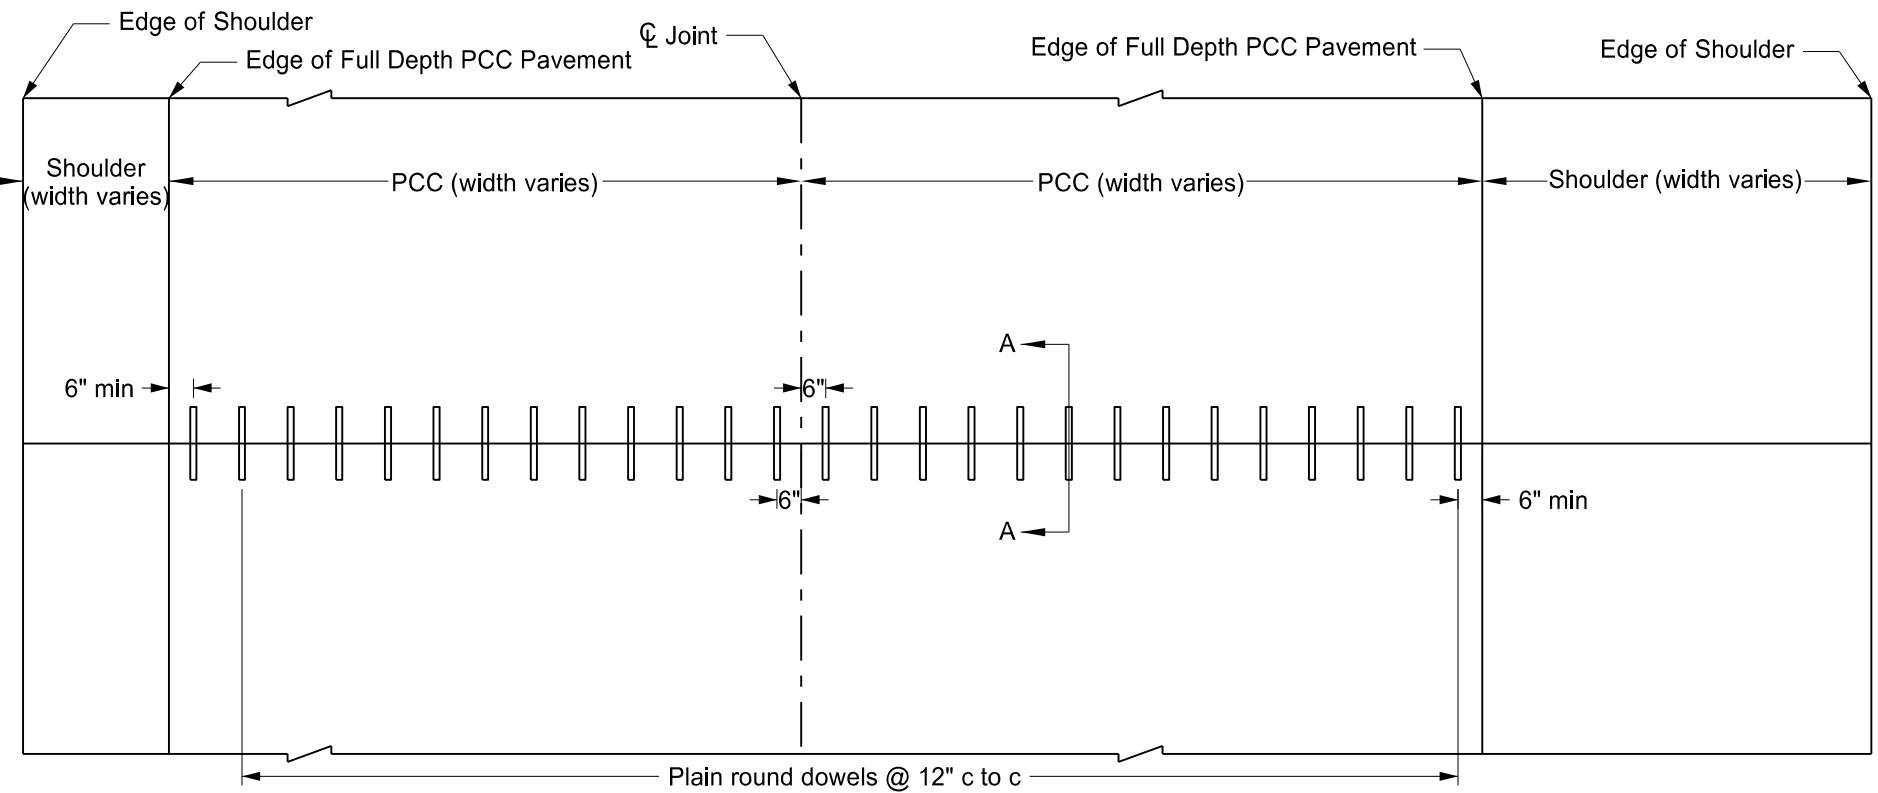 Edge of Shoulder
Edge of Full Depth PCC Pavement
℄ Joint
Edge of Full Depth PCC Pavement
Edge of Shoulder
Shoulder
(width varies)
PCC (width varies)
PCC (width varies)
Shoulder (width varies)
A
6" min
6"
6"
6" min
A
Plain round dowels @ 12" c to c